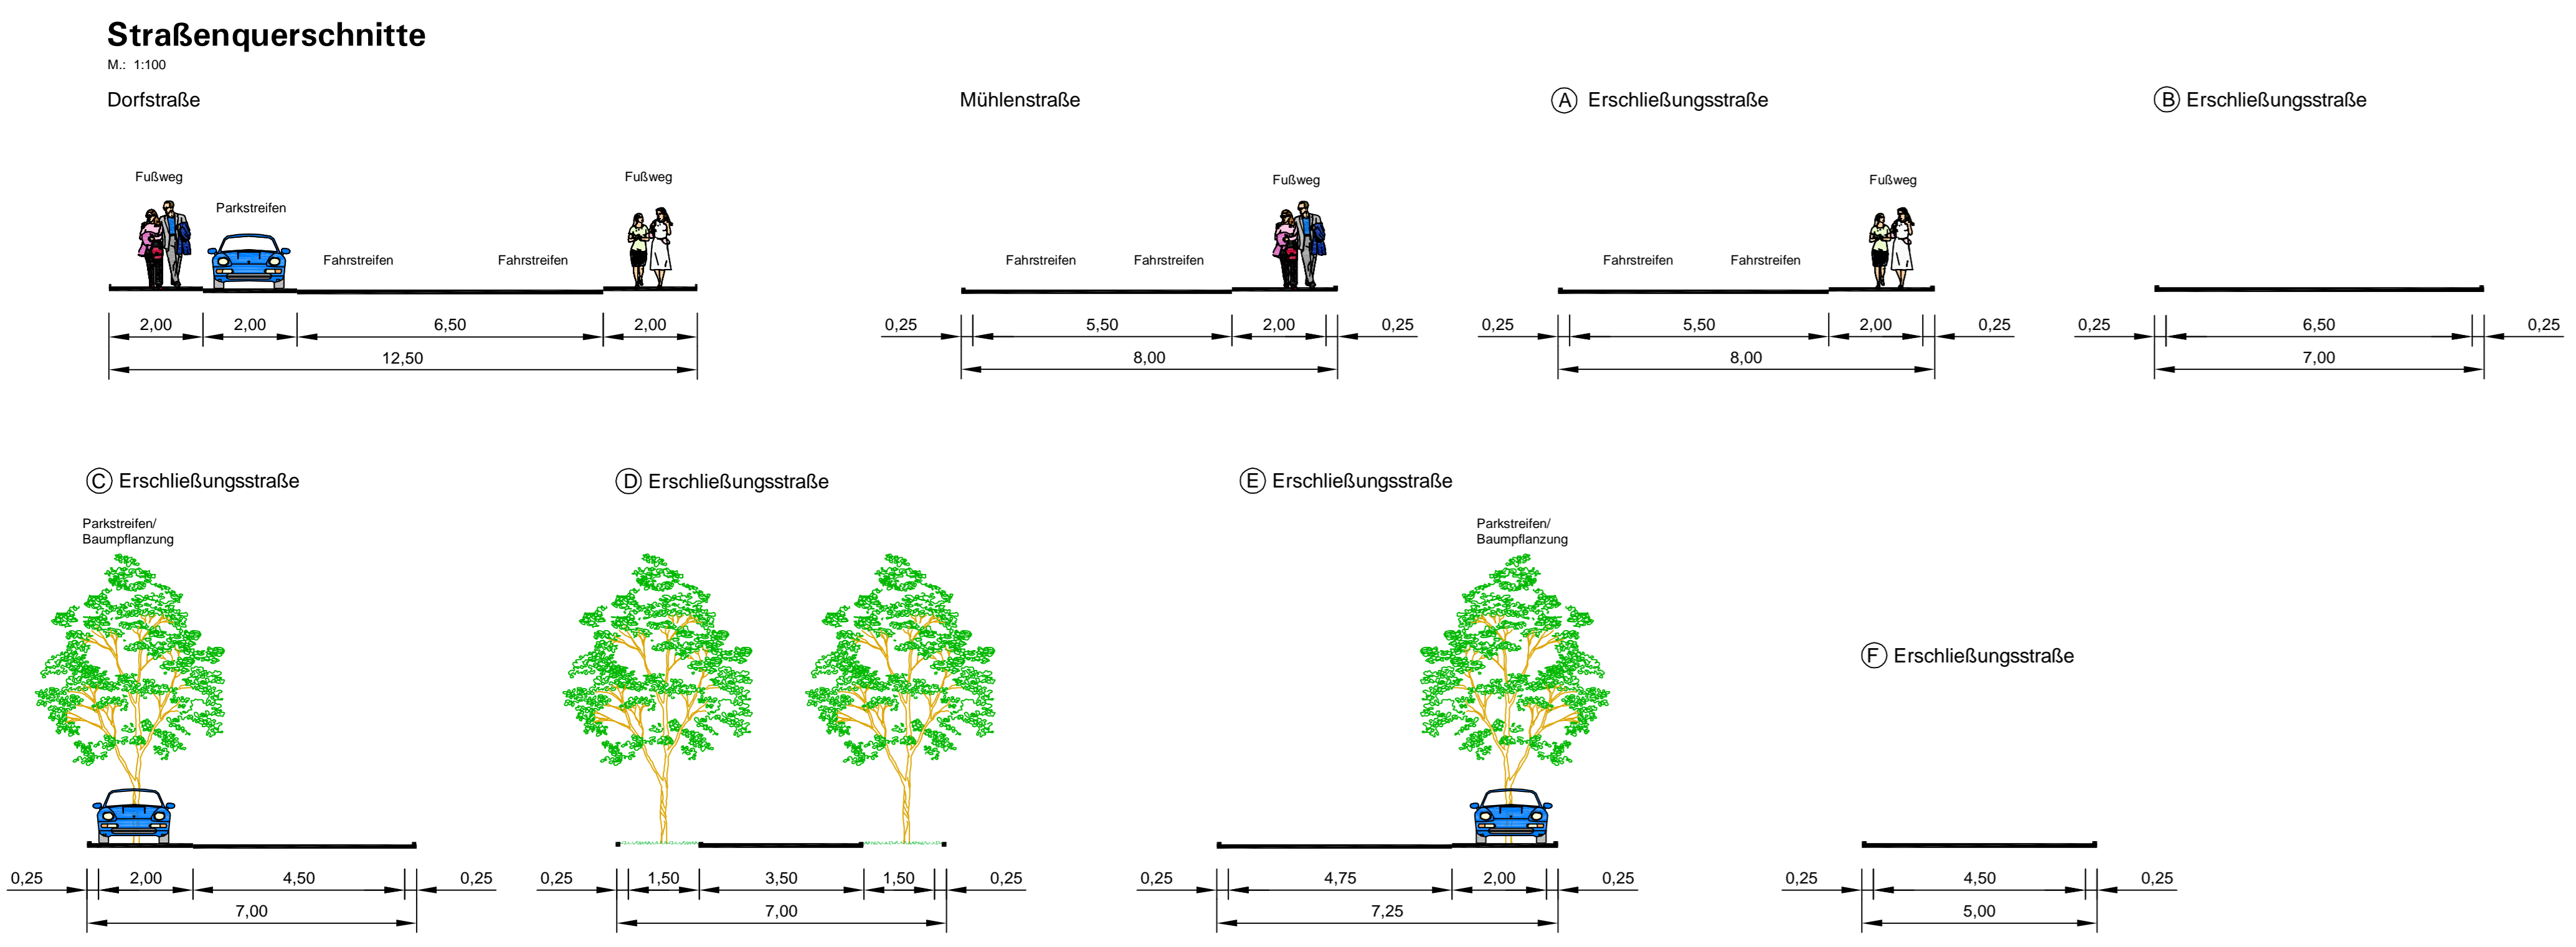 Straßenquerschnitte
M.: 1:100
Dorfstraße
Mühlenstraße
A Erschließungsstraße
B Erschließungsstraße
Fußweg
Parkstreifen
Fahrstreifen
Fahrstreifen
Fußweg
2,00 2,00 6,50 2,00
12,50
Fußweg
Fahrstreifen Fahrstreifen
0,25 5,50 2,00 0,25
8,00
Fußweg
Fahrstreifen Fahrstreifen
0,25 5,50 2,00 0,25
8,00
0,25 6,50 0,25
7,00
C Erschließungsstraße
Parkstreifen/
Baumpflanzung
0,25 2,00 4,50 0,25
7,00
D Erschließungsstraße
0,25 1,50 3,50 1,50 0,25
7,00
E Erschließungsstraße
Parkstreifen/
Baumpflanzung
0,25 4,75 2,00 0,25
7,25
F Erschließungsstraße
0,25 4,50 0,25
5,00